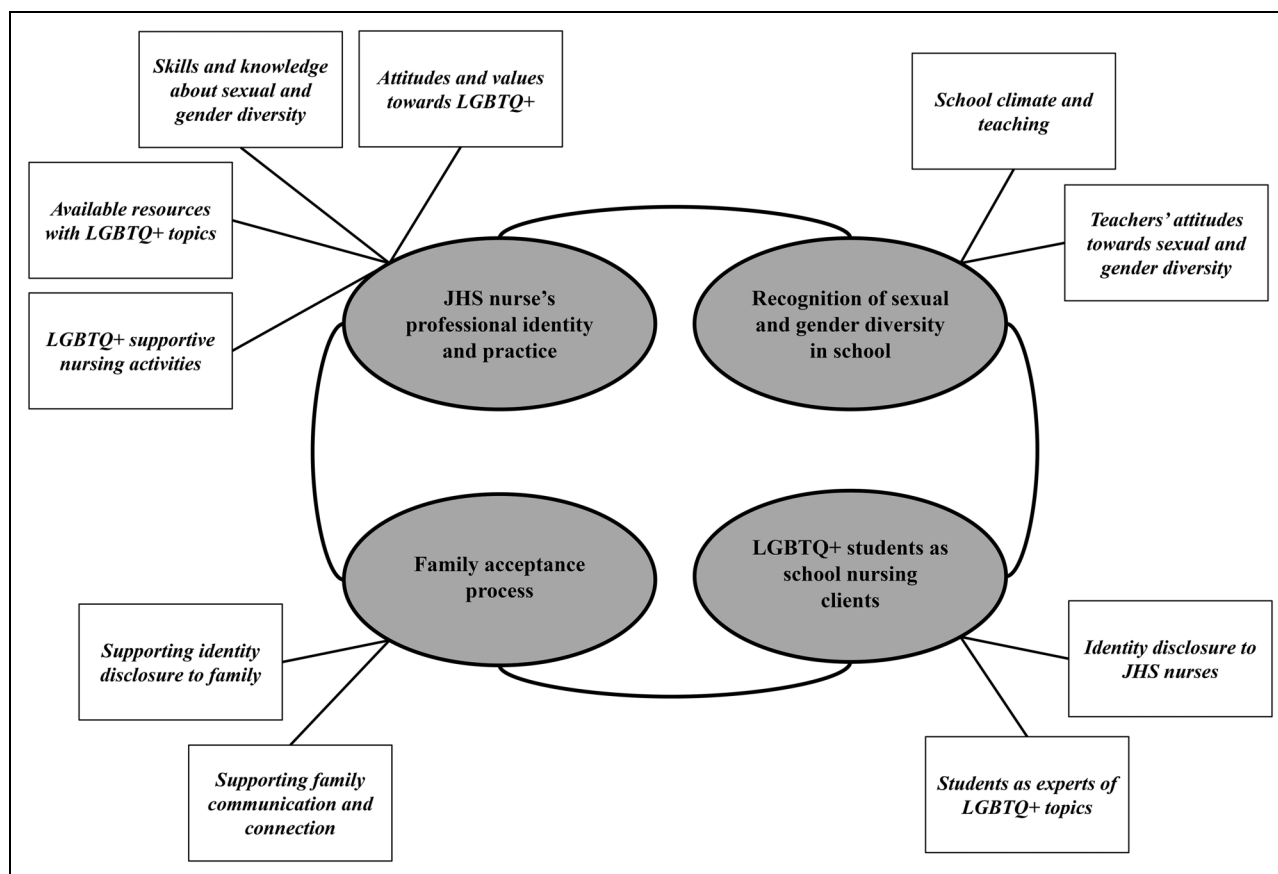 Skills and knowledge
about sexual and
gender diversity
Attitudes and values
towards LGBTQ+
Available resources
with LGBTQ+ topics
LGBTQ+ supportive
nursing activities
JHS nurse’s
professional identity
and practice
School climate and
teaching
Teachers’ attitudes
towards sexual and
gender diversity
Recognition of sexual
and gender diversity
in school
Family acceptance
process
Supporting identity
disclosure to family
Supporting family
communication and
connection
LGBTQ+ students as
school nursing
clients
Identity disclosure to
JHS nurses
Students as experts of
LGBTQ+ topics